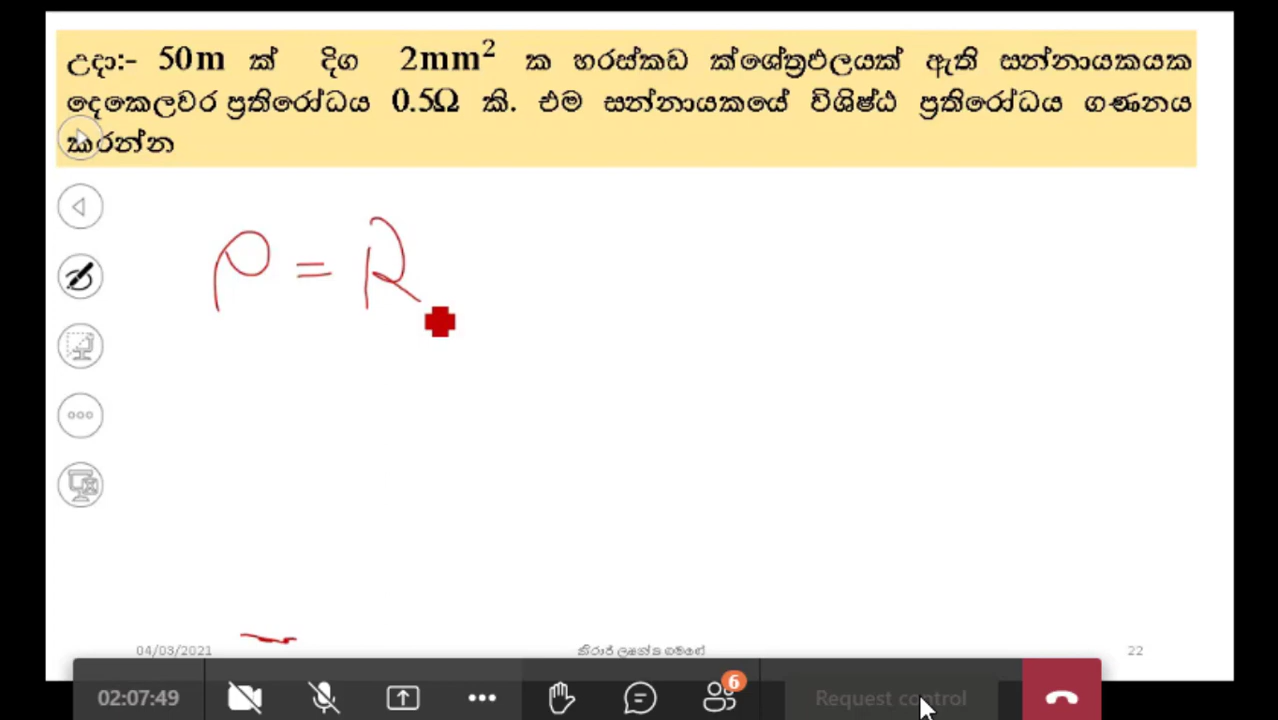 උදා:- 50m ක් දිග 2mm² ක හරස්කඩ ක්ශේත්‍රඵලයක් ඇති සන්නායකයක
දෙකෙලවර ප්‍රතිරෝධය 0.5Ω කි. එම සන්නායකයේ විශිෂ්ඨ ප්‍රතිරෝධය ගණනය
කරන්න
ρ = R
04/03/2021 22
02:07:49 6 Request control